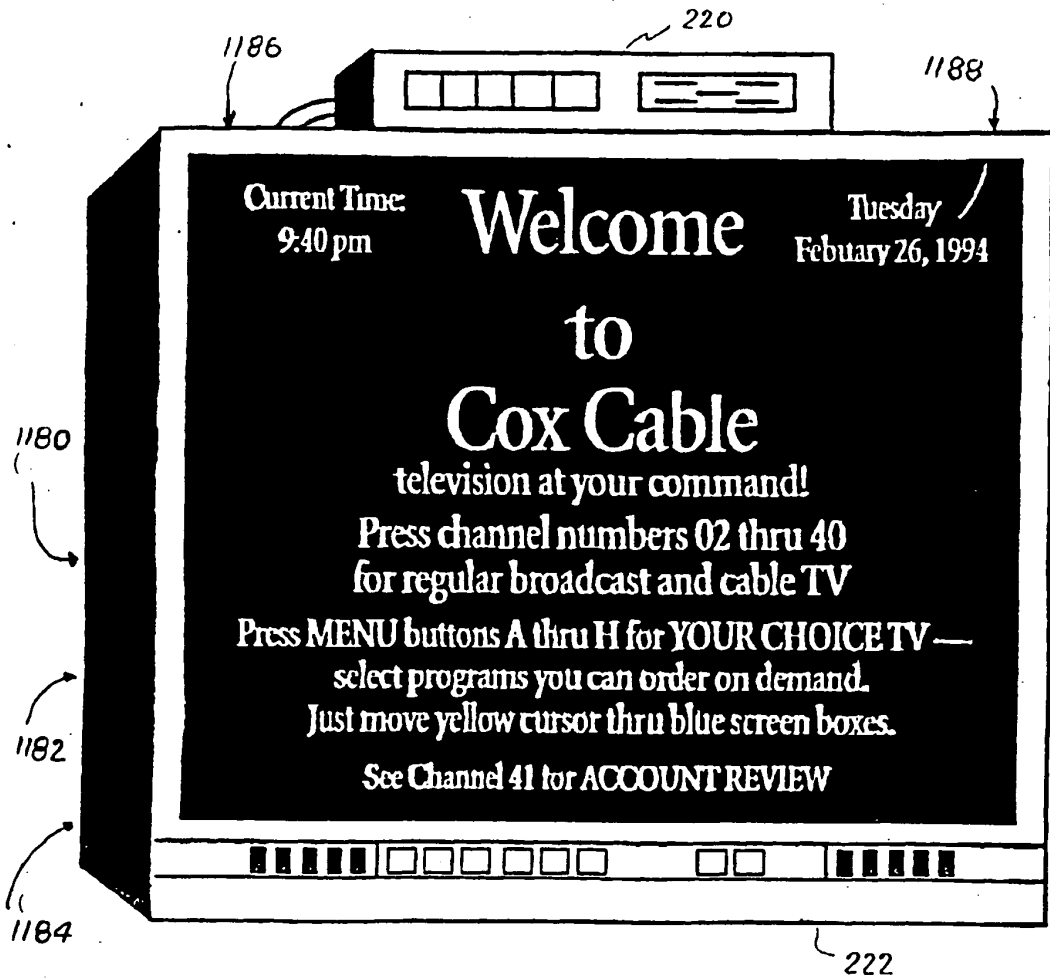 220
1186
1188
Current Time:
9:40 pm
Welcome
Tuesday
Febuary 26, 1994
to
Cox Cable
television at your command!
Press channel numbers 02 thru 40
for regular broadcast and cable TV
Press MENU buttons A thru H for YOUR CHOICE TV —
select programs you can order on demand.
Just move yellow cursor thru blue screen boxes.
See Channel 41 for ACCOUNT REVIEW
1180
1182
1184
222